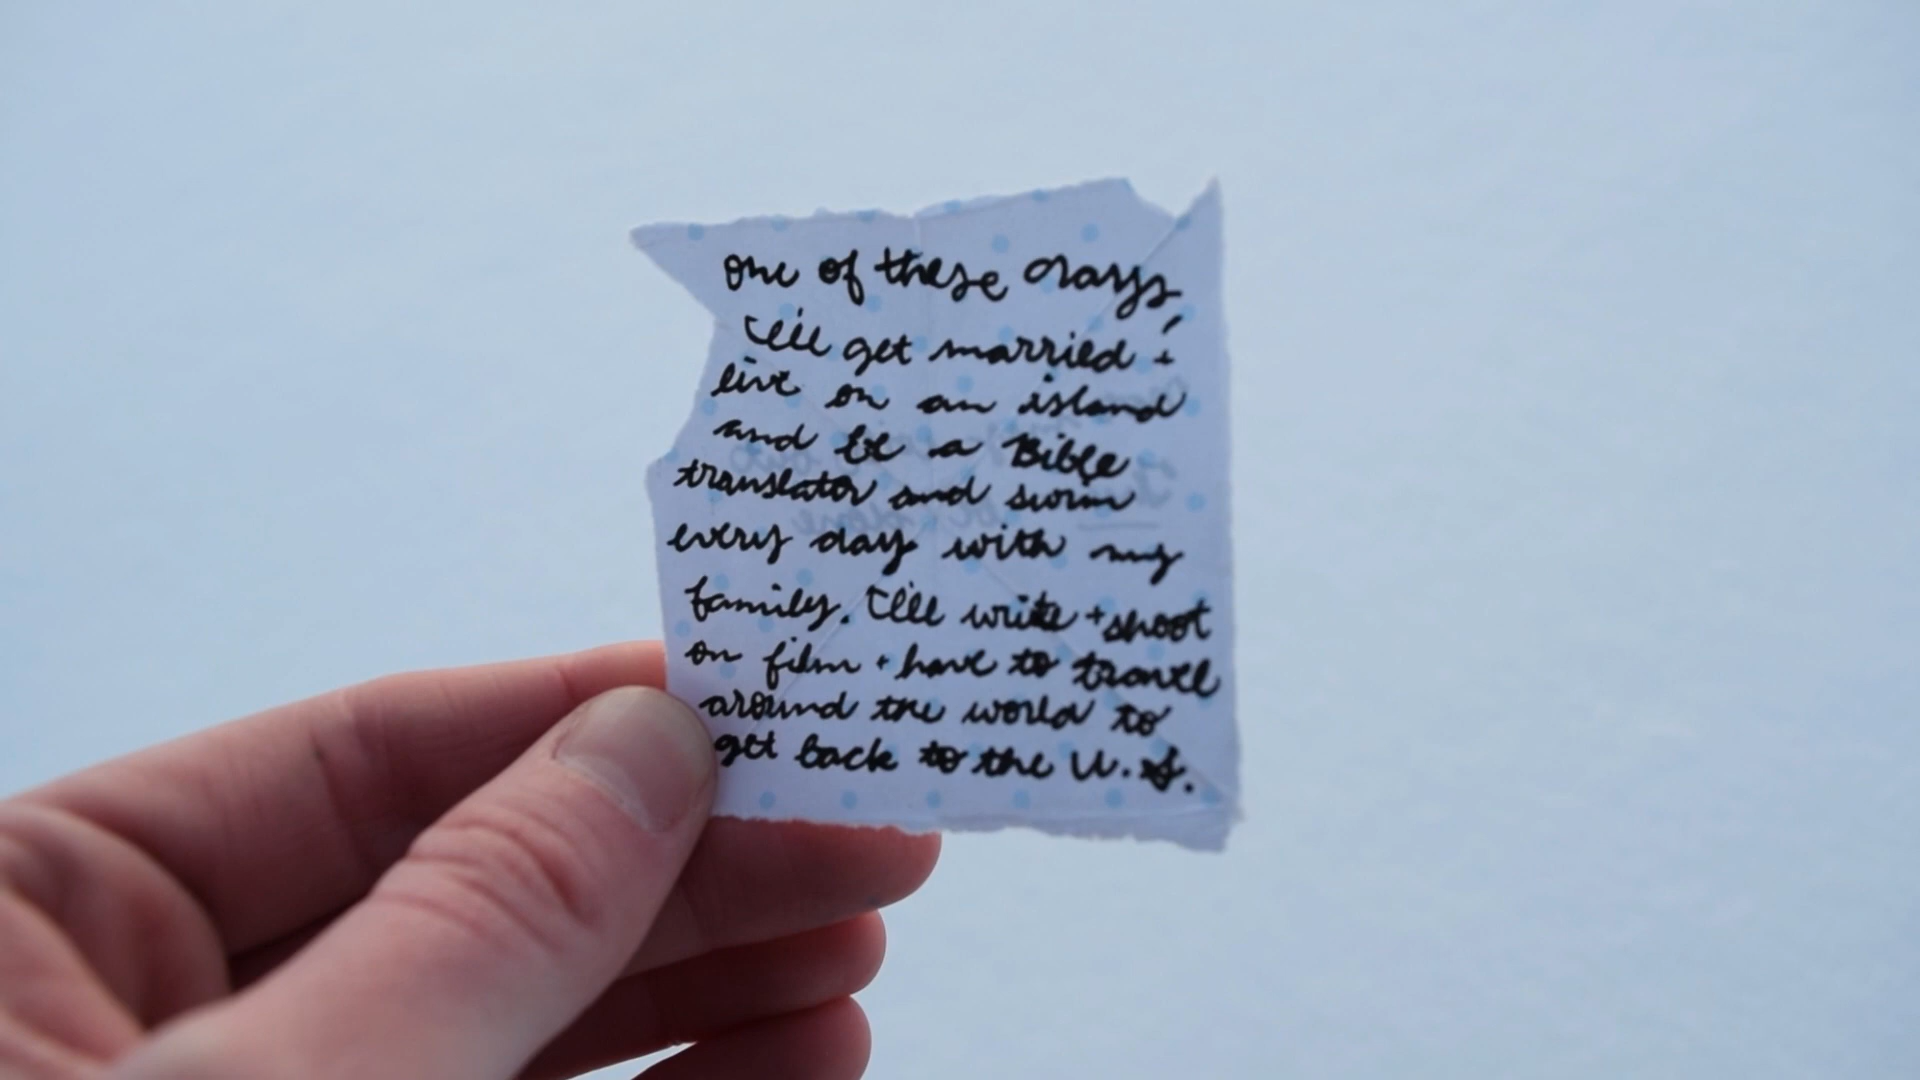 one of these days,
I'll get married +
live on an island
and be a Bible
translator and swim
every day with my
family. I'll write + shoot
on film + have to travel
around the world to
get back to the U.S.